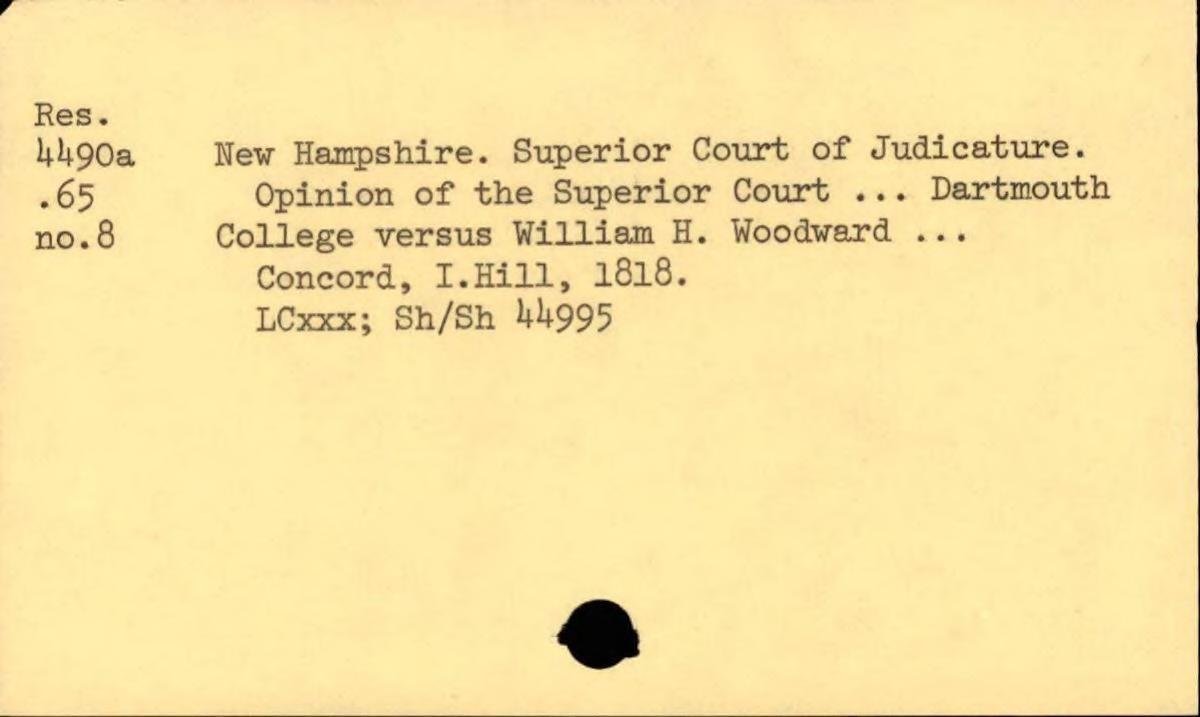 Res.
4490a New Hampshire. Superior Court of Judicature.
.65 Opinion of the Superior Court ... Dartmouth
no.8 College versus William H. Woodward ...
Concord, I.Hill, 1818.
LCxxx; Sh/Sh 44995